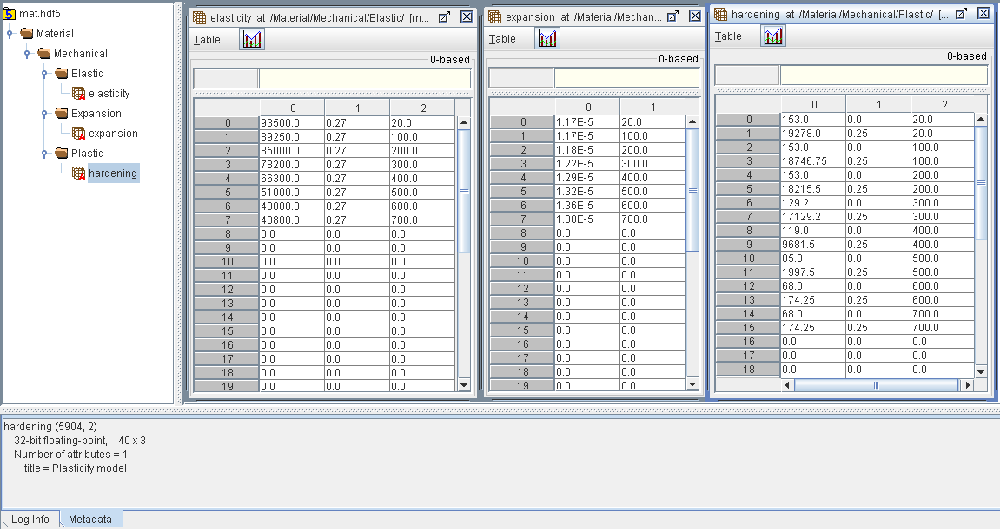 mat.hdf5
Material
Mechanical
Elastic
elasticity
Expansion
expansion
Plastic
hardening
elasticity at /Material/Mechanical/Elastic/ [m...
Table
0-based
0 1 2
0 93500.0 0.27 20.0
1 89250.0 0.27 100.0
2 85000.0 0.27 200.0
3 78200.0 0.27 300.0
4 66300.0 0.27 400.0
5 51000.0 0.27 500.0
6 40800.0 0.27 600.0
7 40800.0 0.27 700.0
8 0.0 0.0 0.0
9 0.0 0.0 0.0
10 0.0 0.0 0.0
11 0.0 0.0 0.0
12 0.0 0.0 0.0
13 0.0 0.0 0.0
14 0.0 0.0 0.0
15 0.0 0.0 0.0
16 0.0 0.0 0.0
17 0.0 0.0 0.0
18 0.0 0.0 0.0
19 0.0 0.0 0.0
expansion at /Material/Mechan...
Table
0-based
0 1
0 1.17E-5 20.0
1 1.17E-5 100.0
2 1.18E-5 200.0
3 1.22E-5 300.0
4 1.29E-5 400.0
5 1.32E-5 500.0
6 1.36E-5 600.0
7 1.38E-5 700.0
8 0.0 0.0
9 0.0 0.0
10 0.0 0.0
11 0.0 0.0
12 0.0 0.0
13 0.0 0.0
14 0.0 0.0
15 0.0 0.0
16 0.0 0.0
17 0.0 0.0
18 0.0 0.0
19 0.0 0.0
hardening at /Material/Mechanical/Plastic/ [...
Table
0-based
0 1 2
0 153.0 0.0 20.0
1 19278.0 0.25 20.0
2 153.0 0.0 100.0
3 18746.75 0.25 100.0
4 153.0 0.0 200.0
5 18215.5 0.25 200.0
6 129.2 0.0 300.0
7 17129.2 0.25 300.0
8 119.0 0.0 400.0
9 9681.5 0.25 400.0
10 85.0 0.0 500.0
11 1997.5 0.25 500.0
12 68.0 0.0 600.0
13 174.25 0.25 600.0
14 68.0 0.0 700.0
15 174.25 0.25 700.0
16 0.0 0.0 0.0
17 0.0 0.0 0.0
18 0.0 0.0 0.0
hardening (5904, 2)
32-bit floating-point, 40 x 3
Number of attributes = 1
title = Plasticity model
Log Info Metadata